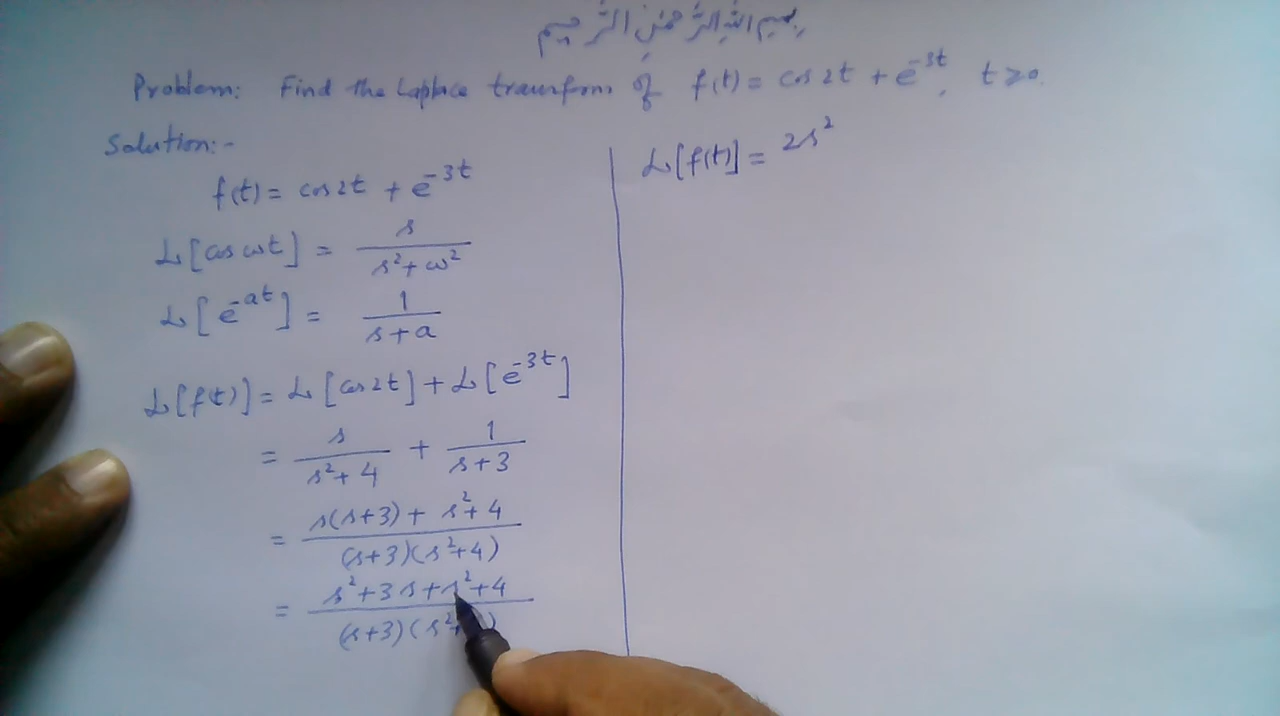 بسم الله الرحمن الرحيم
Problem: Find the Laplace transform of f(t) = cos 2t + e^{-3t}, t ≥ 0.
Solution:-
f(t) = cos 2t + e^{-3t}
L[cos ωt] = s/(s²+ω²)
L[e^{-at}] = 1/(s+a)
L[f(t)] = L[cos 2t] + L[e^{-3t}]
= s/(s²+4) + 1/(s+3)
= (s(s+3) + s²+4)/((s+3)(s²+4))
= (s²+3s+s²+4)/((s+3)(s²+)
L[f(t)] = 2s²